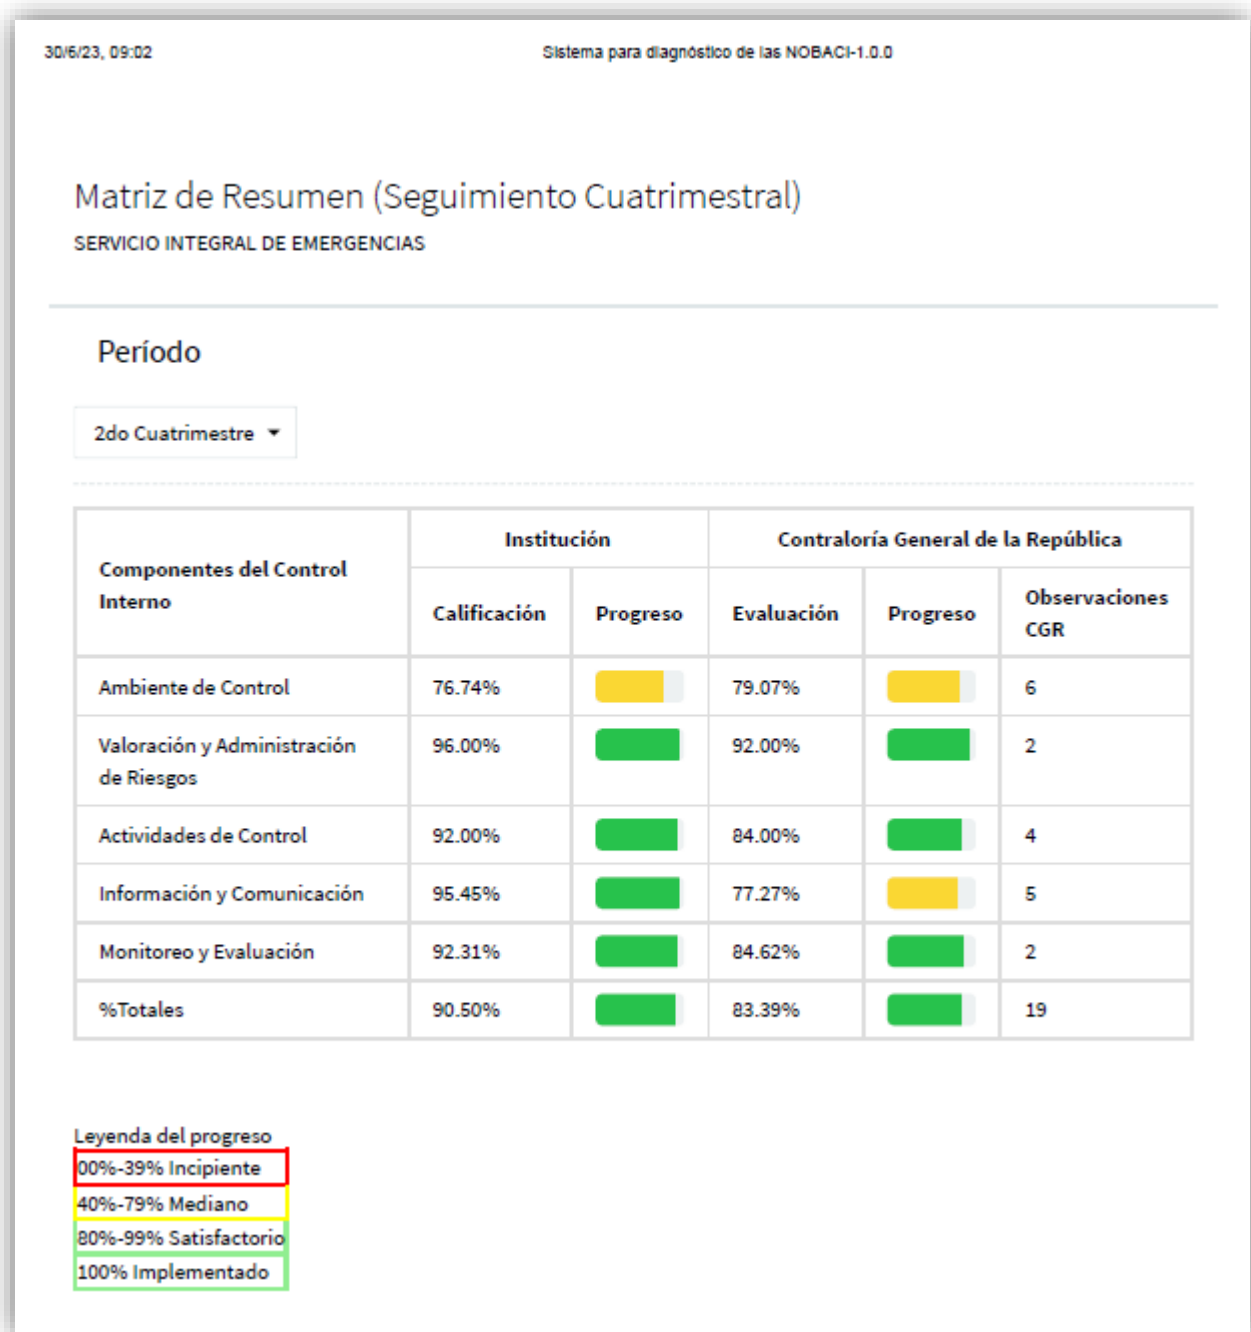 30/6/23, 09:02 Sistema para diagnóstico de las NOBACI-1.0.0
Matriz de Resumen (Seguimiento Cuatrimestral)
SERVICIO INTEGRAL DE EMERGENCIAS
Período
2do Cuatrimestre
Componentes del Control Interno Institución Contraloría General de la República
Calificación Progreso Evaluación Progreso Observaciones CGR
Ambiente de Control 76.74% 79.07% 6
Valoración y Administración de Riesgos 96.00% 92.00% 2
Actividades de Control 92.00% 84.00% 4
Información y Comunicación 95.45% 77.27% 5
Monitoreo y Evaluación 92.31% 84.62% 2
%Totales 90.50% 83.39% 19
Leyenda del progreso
00%-39% Incipiente
40%-79% Mediano
80%-99% Satisfactorio
100% Implementado